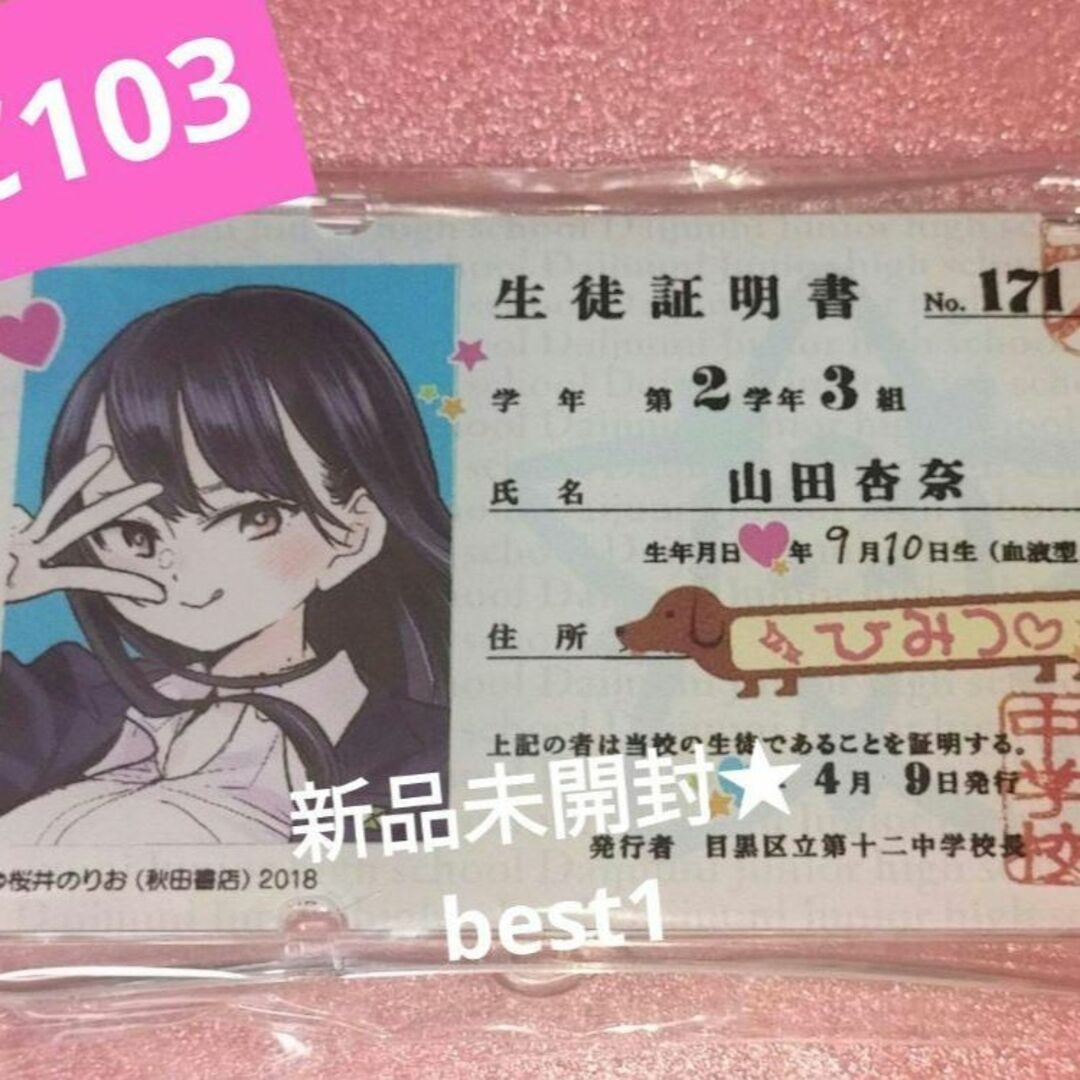 て103
生徒証明書 No. 171
学年 第2学年3組
氏名 山田杏奈
生年月日 年 9月10日生（血液型
住所
ひみつ♡
上記の者は当校の生徒であることを証明する。
4月 9日発行
発行者 目黒区立第十二中学校長
中学校
新品未開封★
©桜井のりお（秋田書店）2018
best1